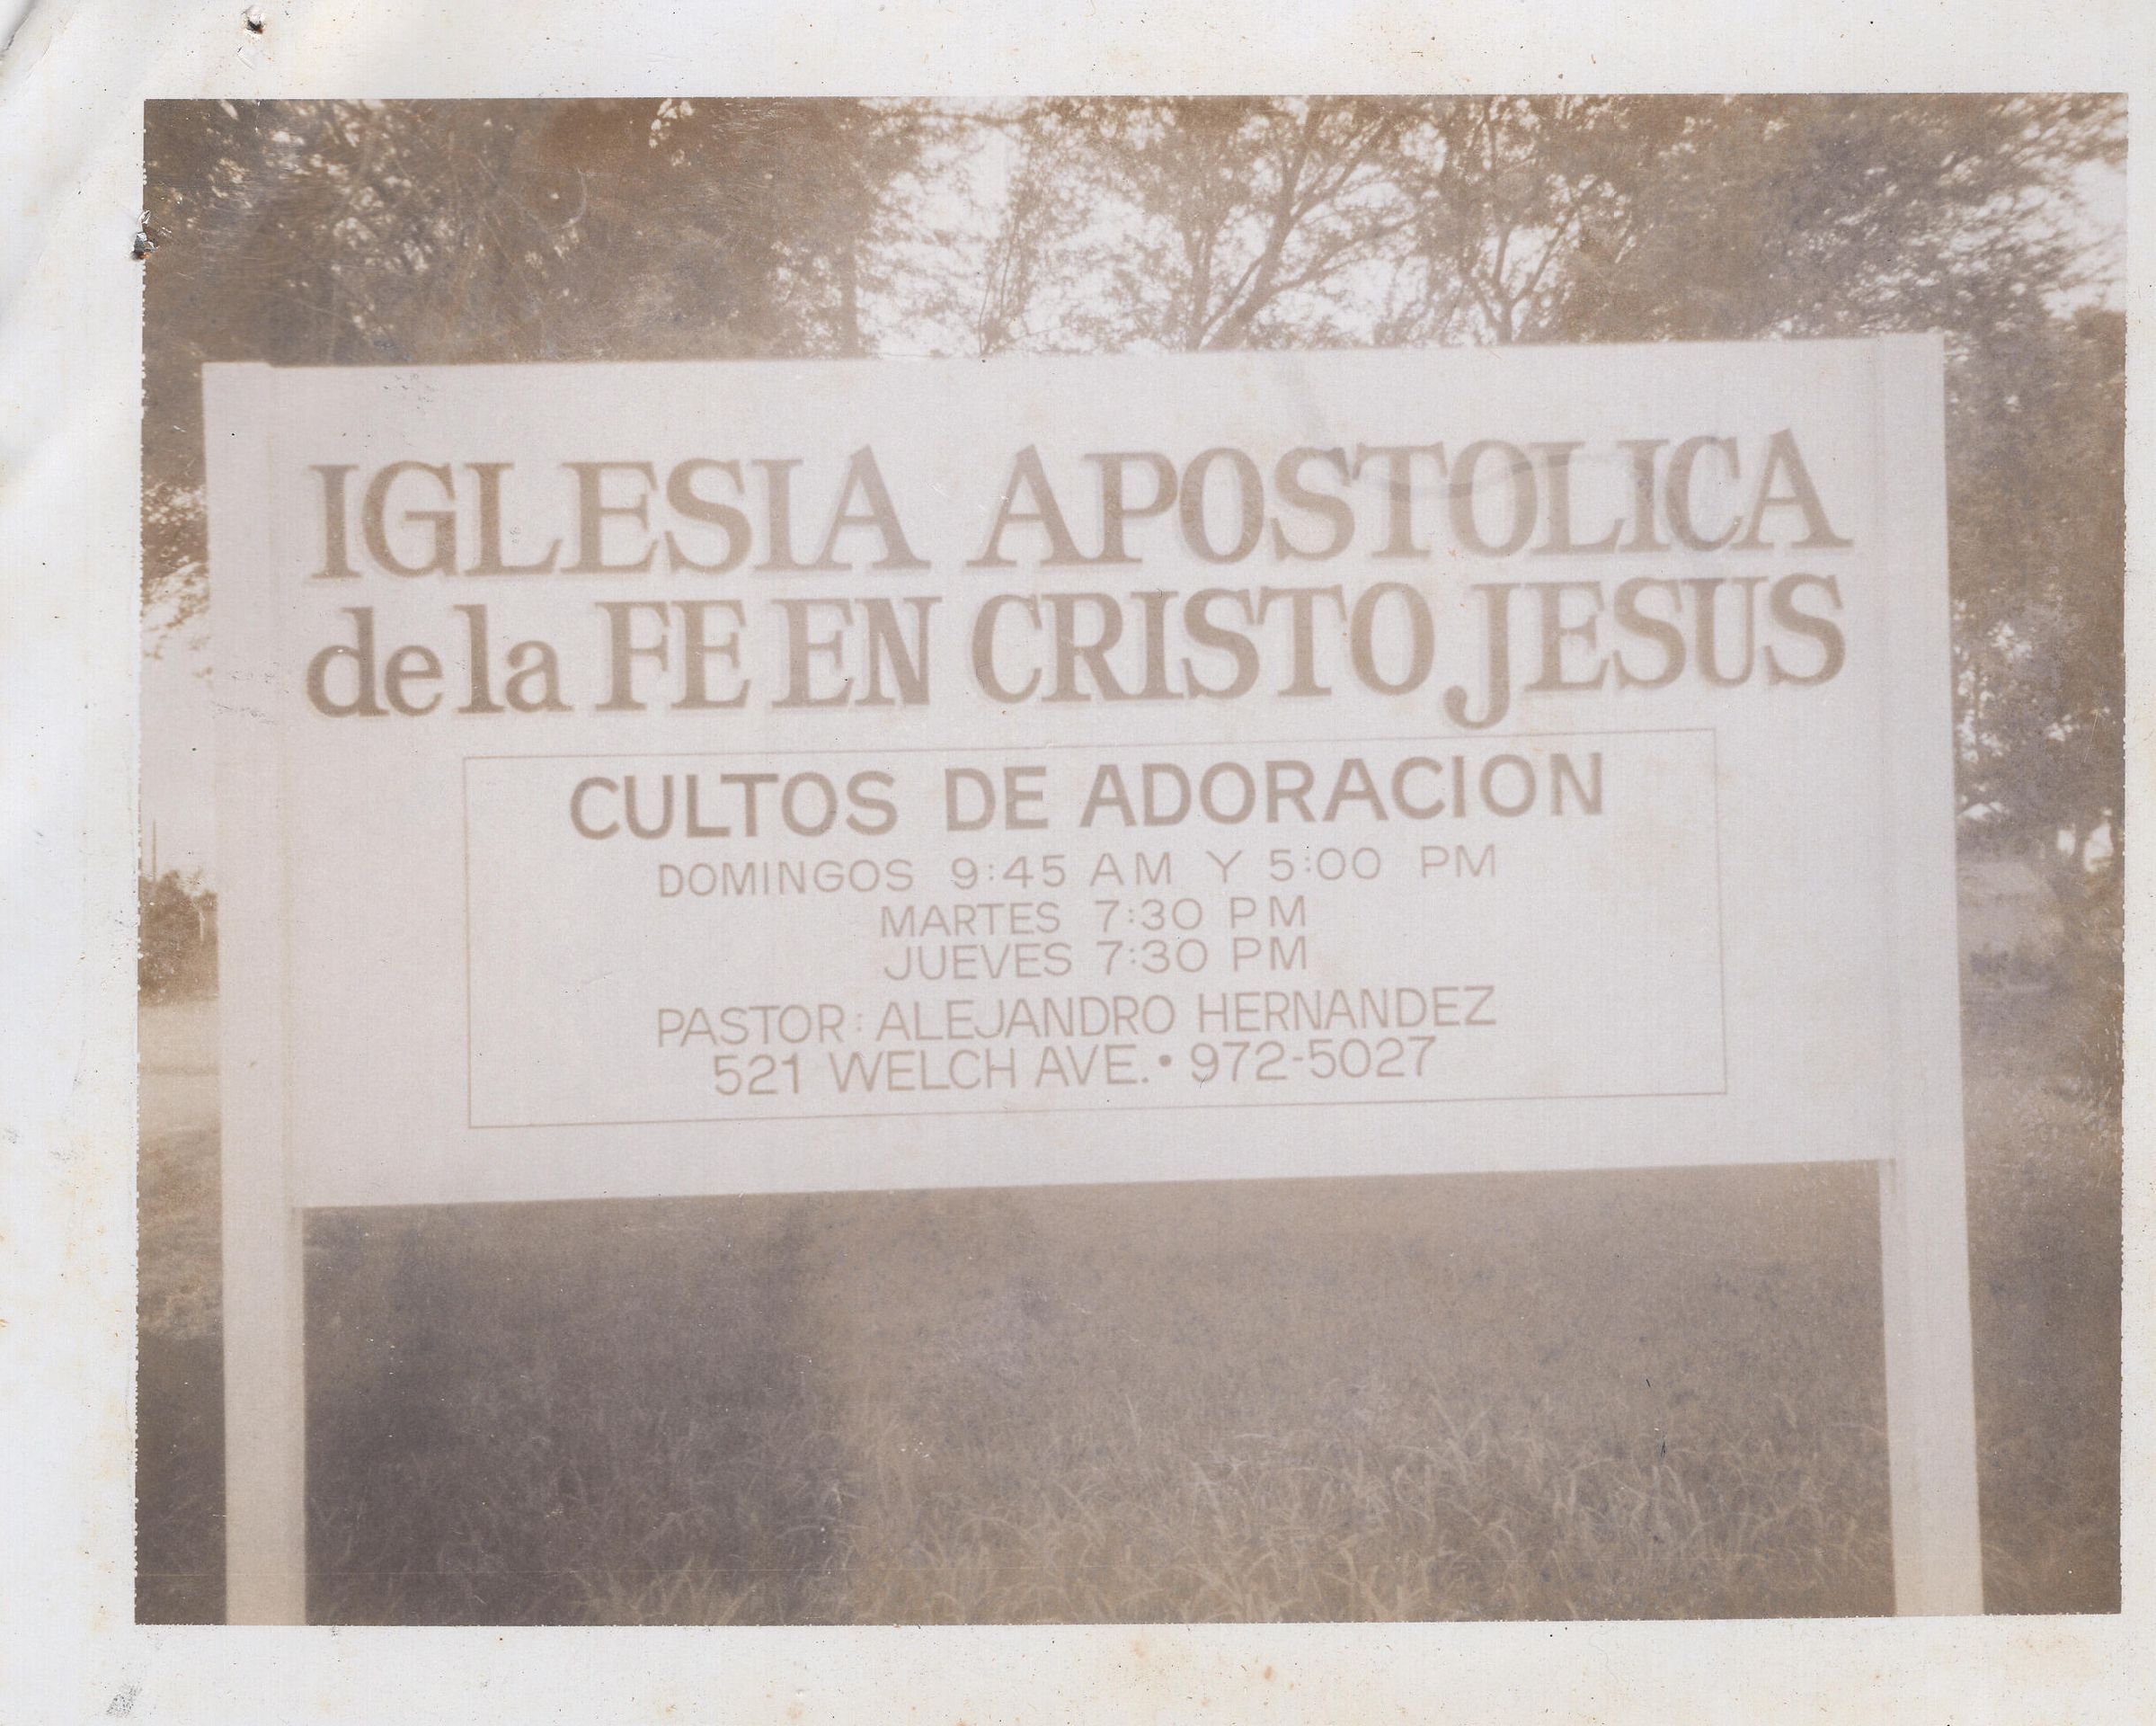 IGLESIA APOSTOLICA
de la FE EN CRISTO JESUS
CULTOS DE ADORACION
DOMINGOS 9:45 AM Y 5:00 PM
MARTES 7:30 PM
JUEVES 7:30 PM
PASTOR: ALEJANDRO HERNANDEZ
521 WELCH AVE. • 972-5027